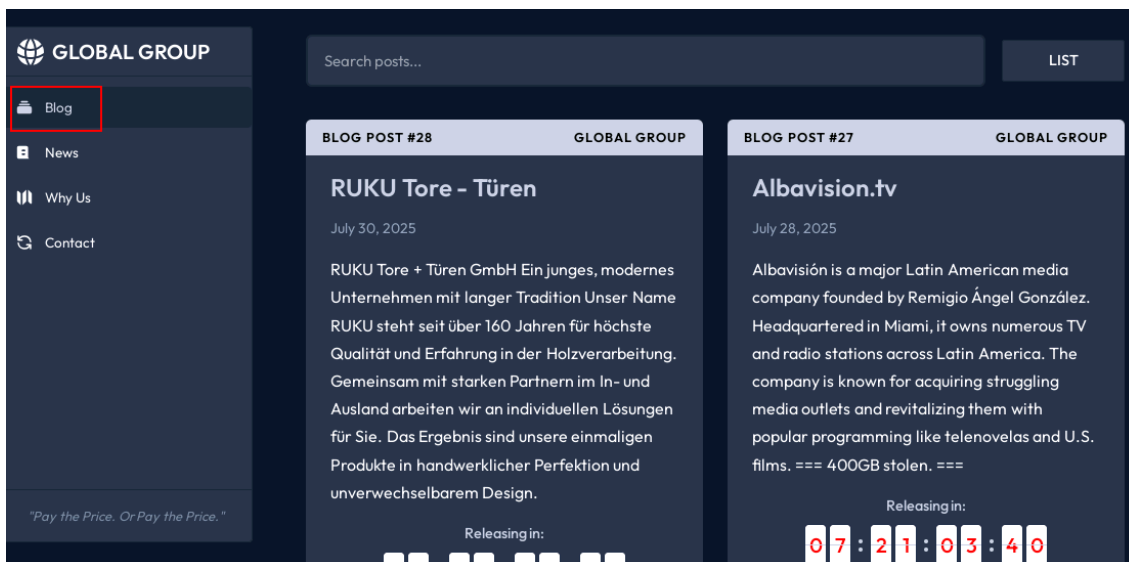 GLOBAL GROUP
Blog
News
Why Us
Contact
"Pay the Price. Or Pay the Price."
Search posts...
LIST
BLOG POST #28
GLOBAL GROUP
RUKU Tore - Türen
July 30, 2025
RUKU Tore + Türen GmbH Ein junges, modernes
Unternehmen mit langer Tradition Unser Name
RUKU steht seit über 160 Jahren für höchste
Qualität und Erfahrung in der Holzverarbeitung.
Gemeinsam mit starken Partnern im In- und
Ausland arbeiten wir an individuellen Lösungen
für Sie. Das Ergebnis sind unsere einmaligen
Produkte in handwerklicher Perfektion und
unverwechselbarem Design.
Releasing in:
BLOG POST #27
GLOBAL GROUP
Albavision.tv
July 28, 2025
Albavisión is a major Latin American media
company founded by Remigio Ángel González.
Headquartered in Miami, it owns numerous TV
and radio stations across Latin America. The
company is known for acquiring struggling
media outlets and revitalizing them with
popular programming like telenovelas and U.S.
films. === 400GB stolen. ===
Releasing in:
07:21:03:40